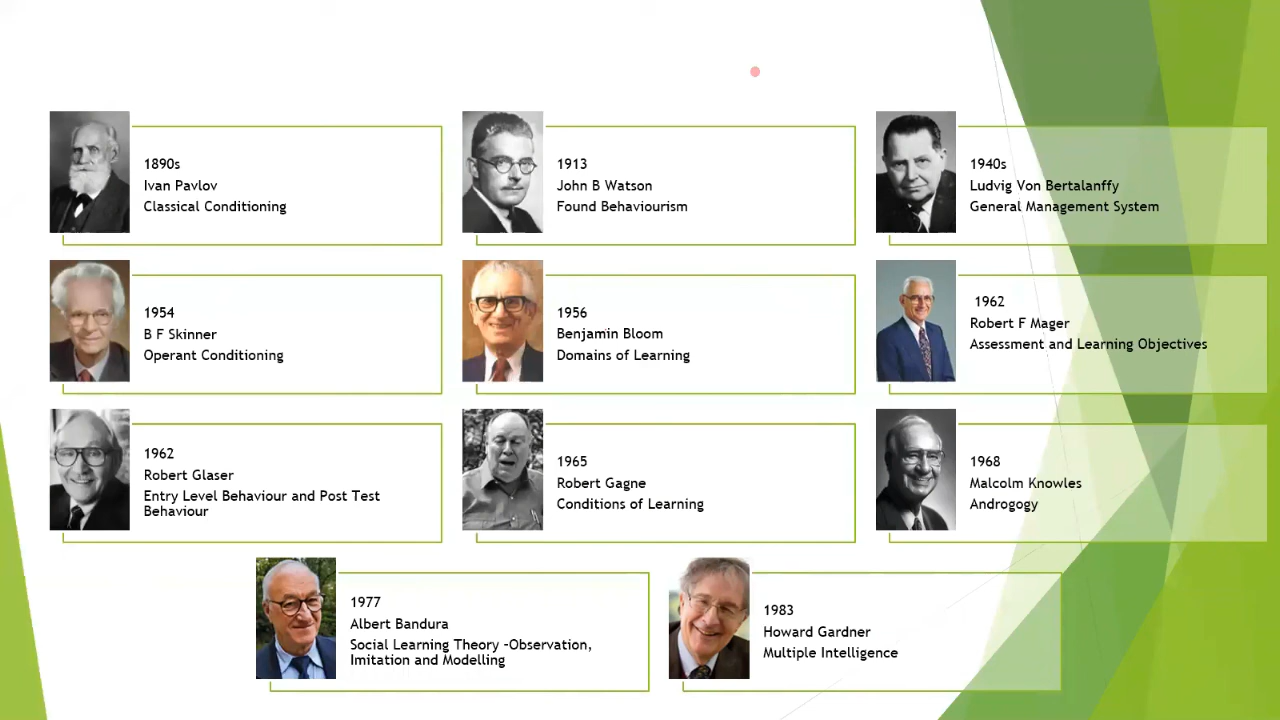 1890s
Ivan Pavlov
Classical Conditioning
1913
John B Watson
Found Behaviourism
1940s
Ludvig Von Bertalanffy
General Management System
1954
B F Skinner
Operant Conditioning
1956
Benjamin Bloom
Domains of Learning
1962
Robert F Mager
Assessment and Learning Objectives
1962
Robert Glaser
Entry Level Behaviour and Post Test
Behaviour
1965
Robert Gagne
Conditions of Learning
1968
Malcolm Knowles
Androgogy
1977
Albert Bandura
Social Learning Theory –Observation,
Imitation and Modelling
1983
Howard Gardner
Multiple Intelligence